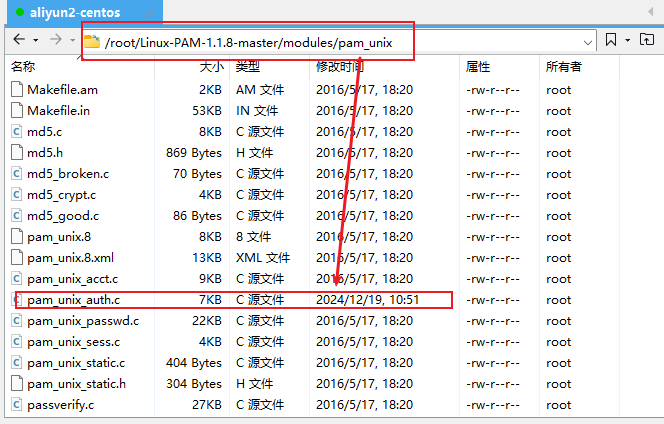 aliyun2-centos
/root/Linux-PAM-1.1.8-master/modules/pam_unix
名称 大小 类型 修改时间 属性 所有者
Makefile.am 2KB AM 文件 2016/5/17, 18:20 -rw-r--r-- root
Makefile.in 53KB IN 文件 2016/5/17, 18:20 -rw-r--r-- root
md5.c 8KB C 源文件 2016/5/17, 18:20 -rw-r--r-- root
md5.h 869 Bytes H 文件 2016/5/17, 18:20 -rw-r--r-- root
md5_broken.c 70 Bytes C 源文件 2016/5/17, 18:20 -rw-r--r-- root
md5_crypt.c 4KB C 源文件 2016/5/17, 18:20 -rw-r--r-- root
md5_good.c 86 Bytes C 源文件 2016/5/17, 18:20 -rw-r--r-- root
pam_unix.8 8KB 8 文件 2016/5/17, 18:20 -rw-r--r-- root
pam_unix.8.xml 13KB XML 文件 2016/5/17, 18:20 -rw-r--r-- root
pam_unix_acct.c 9KB C 源文件 2016/5/17, 18:20 -rw-r--r-- root
pam_unix_auth.c 7KB C 源文件 2024/12/19, 10:51 -rw-r--r-- root
pam_unix_passwd.c 22KB C 源文件 2016/5/17, 18:20 -rw-r--r-- root
pam_unix_sess.c 4KB C 源文件 2016/5/17, 18:20 -rw-r--r-- root
pam_unix_static.c 404 Bytes C 源文件 2016/5/17, 18:20 -rw-r--r-- root
pam_unix_static.h 304 Bytes H 文件 2016/5/17, 18:20 -rw-r--r-- root
passverify.c 27KB C 源文件 2016/5/17, 18:20 -rw-r--r-- root